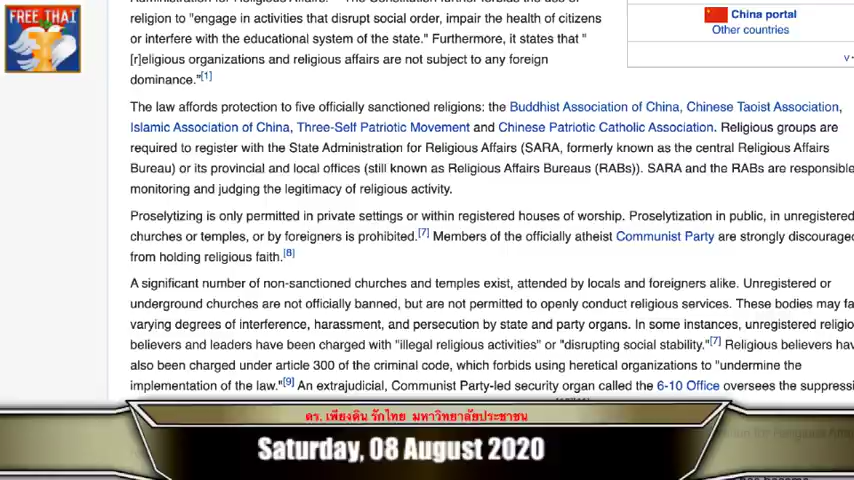 FREE THAI
Administration for Religious Affairs. The Constitution further forbids the use of
religion to "engage in activities that disrupt social order, impair the health of citizens
or interfere with the educational system of the state." Furthermore, it states that "
[r]eligious organizations and religious affairs are not subject to any foreign
dominance."[1]
China portal
Other countries
V
The law affords protection to five officially sanctioned religions: the Buddhist Association of China, Chinese Taoist Association,
Islamic Association of China, Three-Self Patriotic Movement and Chinese Patriotic Catholic Association. Religious groups are
required to register with the State Administration for Religious Affairs (SARA, formerly known as the central Religious Affairs
Bureau) or its provincial and local offices (still known as Religious Affairs Bureaus (RABs)). SARA and the RABs are responsible
monitoring and judging the legitimacy of religious activity.
Proselytizing is only permitted in private settings or within registered houses of worship. Proselytization in public, in unregistered
churches or temples, or by foreigners is prohibited.[7] Members of the officially atheist Communist Party are strongly discouraged
from holding religious faith.[8]
A significant number of non-sanctioned churches and temples exist, attended by locals and foreigners alike. Unregistered or
underground churches are not officially banned, but are not permitted to openly conduct religious services. These bodies may fa
varying degrees of interference, harassment, and persecution by state and party organs. In some instances, unregistered religio
believers and leaders have been charged with "illegal religious activities" or "disrupting social stability."[7] Religious believers hav
also been charged under article 300 of the criminal code, which forbids using heretical organizations to "undermine the
implementation of the law."[9] An extrajudicial, Communist Party-led security organ called the 6-10 Office oversees the suppressi
ดร. เพียงดิน รักไทย มหาวิทยาลัยประชาชน
Saturday, 08 August 2020